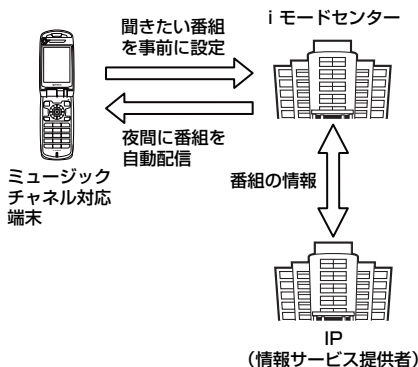 聞きたい番組
を事前に設定
iモードセンター
夜間に番組を
自動配信
ミュージック
チャネル対応
端末
番組の情報
IP
（情報サービス提供者）